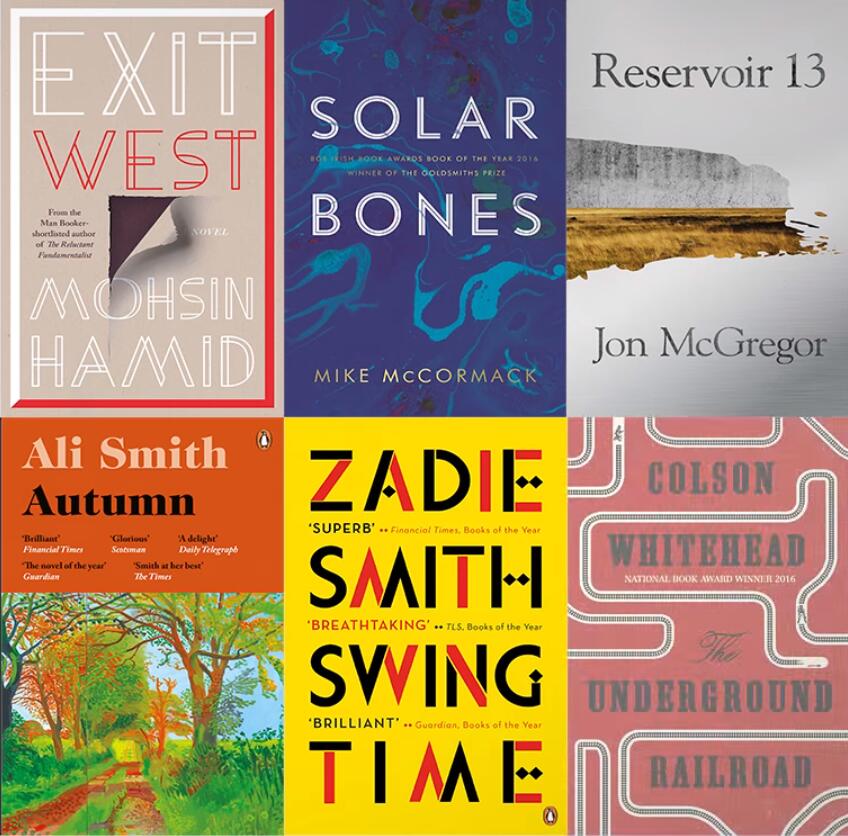 EXIT
WEST
From the
Man Booker-
shortlisted author
of The Reluctant
Fundamentalist
NOVEL
MOHSIN
HAMID
SOLAR
BGE IRISH BOOK AWARDS BOOK OF THE YEAR 2016
WINNER OF THE GOLDSMITHS PRIZE
BONES
MIKE McCORMACK
Reservoir 13
Jon McGregor
Ali Smith
Autumn
‘Brilliant’ ‘Glorious’ ‘A delight’
Financial Times Scotsman Daily Telegraph
‘The novel of the year’ ‘Smith at her best’
Guardian The Times
ZADIE
‘SUPERB’ •• Financial Times, Books of the Year
SMITH
‘BREATHTAKING’ •• TLS, Books of the Year
SWING
‘BRILLIANT’ •• Guardian, Books of the Year
TIME
COLSON
WHITEHEAD
NATIONAL BOOK AWARD WINNER 2016
The
UNDERGROUND
RAILROAD